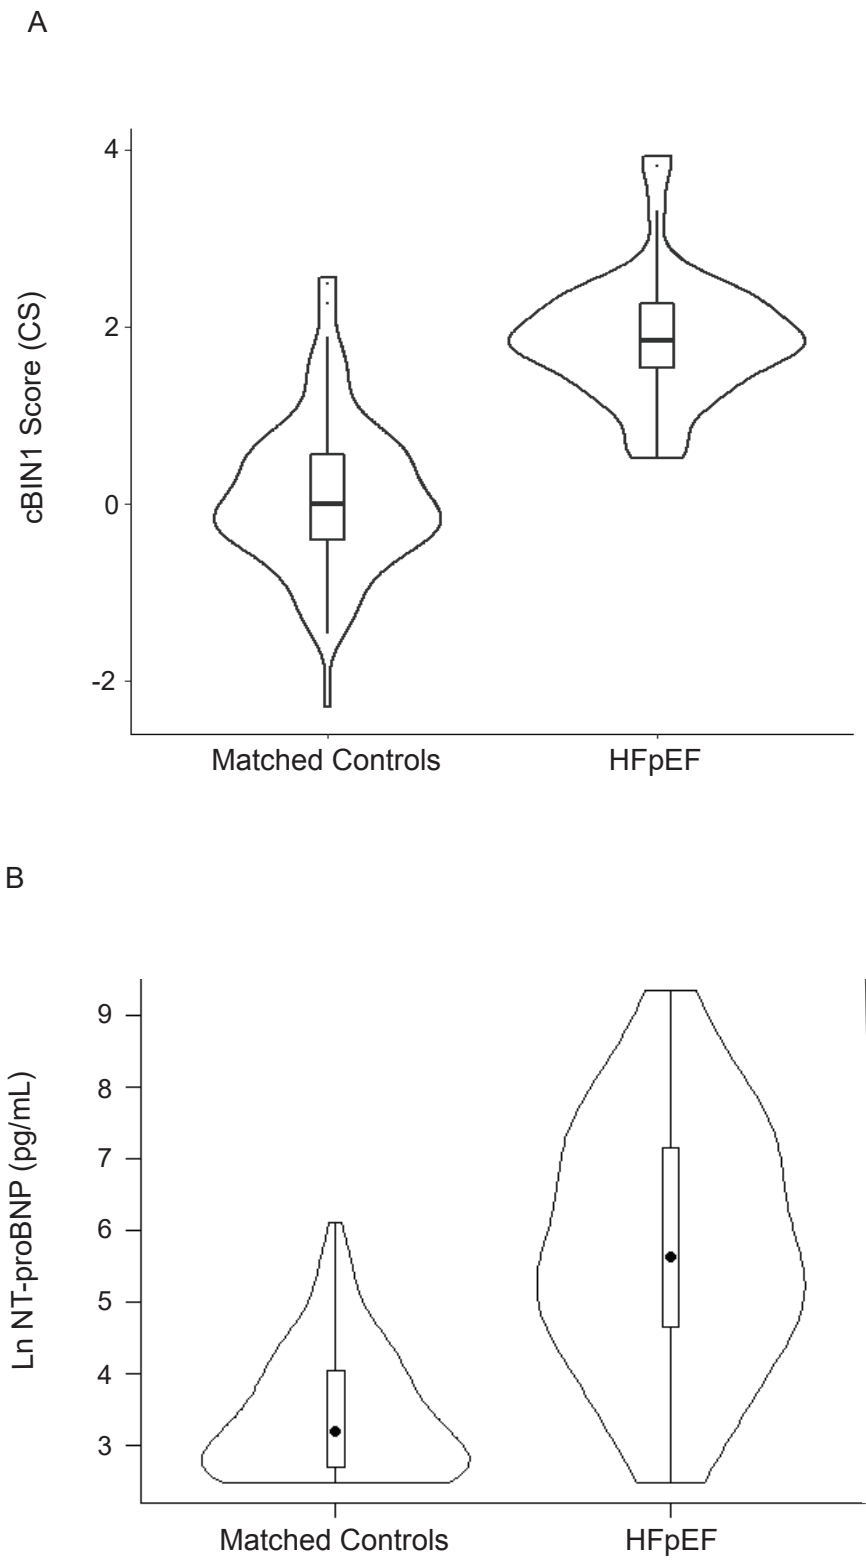 A
cBIN1 Score (CS)
4
2
0
-2
Matched Controls HFpEF
B
Ln NT-proBNP (pg/mL)
9
8
7
6
5
4
3
Matched Controls HFpEF